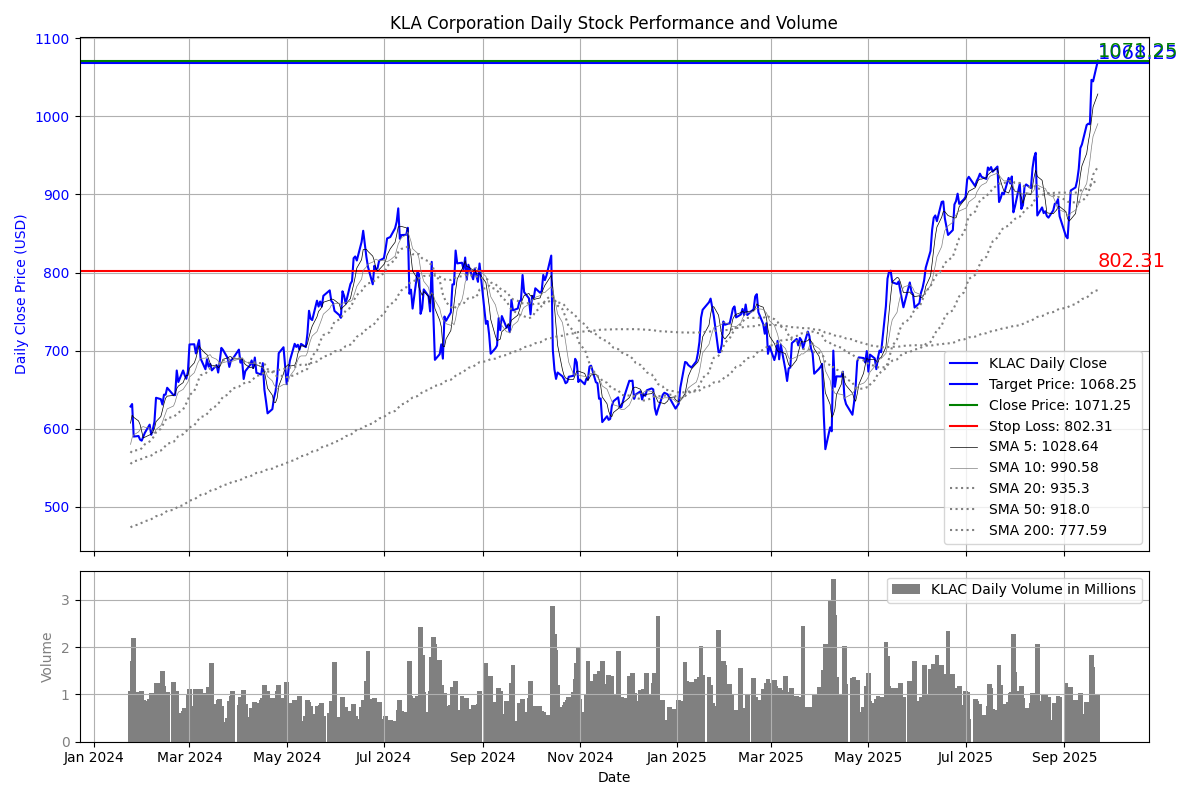 KLA Corporation Daily Stock Performance and Volume
1100
1000
900
800
700
600
500
Daily Close Price (USD)
1071.25
1068.25
802.31
KLAC Daily Close
Target Price: 1068.25
Close Price: 1071.25
Stop Loss: 802.31
SMA 5: 1028.64
SMA 10: 990.58
SMA 20: 935.3
SMA 50: 918.0
SMA 200: 777.59
3
2
1
0
Volume
KLAC Daily Volume in Millions
Jan 2024 Mar 2024 May 2024 Jul 2024 Sep 2024 Nov 2024 Jan 2025 Mar 2025 May 2025 Jul 2025 Sep 2025
Date